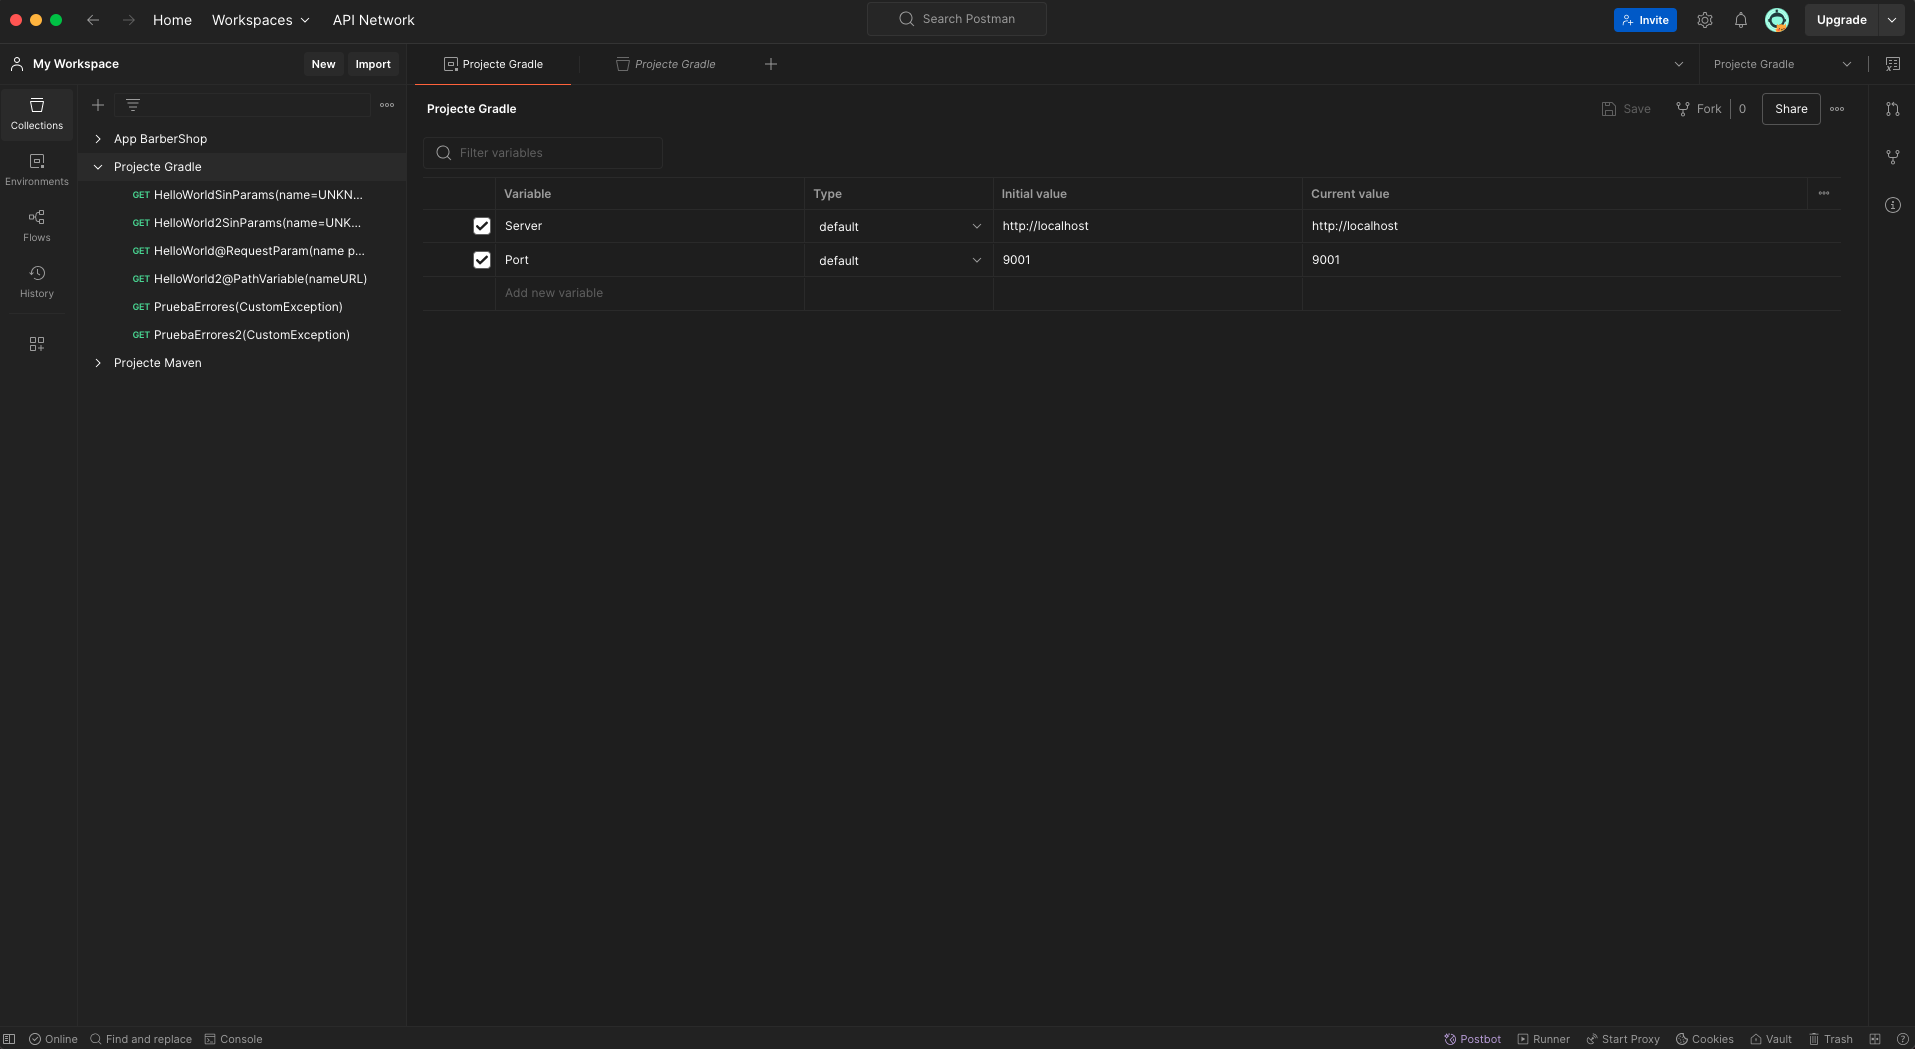 Home Workspaces API Network Search Postman Invite Upgrade
My Workspace New Import Projecte Gradle Projecte Gradle Projecte Gradle
Collections
Environments
Flows
History
App BarberShop
Projecte Gradle
GET HelloWorldSinParams(name=UNKN...
GET HelloWorld2SinParams(name=UNK...
GET HelloWorld@RequestParam(name p...
GET HelloWorld2@PathVariable(nameURL)
GET PruebaErrores(CustomException)
GET PruebaErrores2(CustomException)
Projecte Maven
Projecte Gradle Save Fork 0 Share
Filter variables
Variable Type Initial value Current value
Server default http://localhost http://localhost
Port default 9001 9001
Add new variable
Online Find and replace Console Postbot Runner Start Proxy Cookies Vault Trash